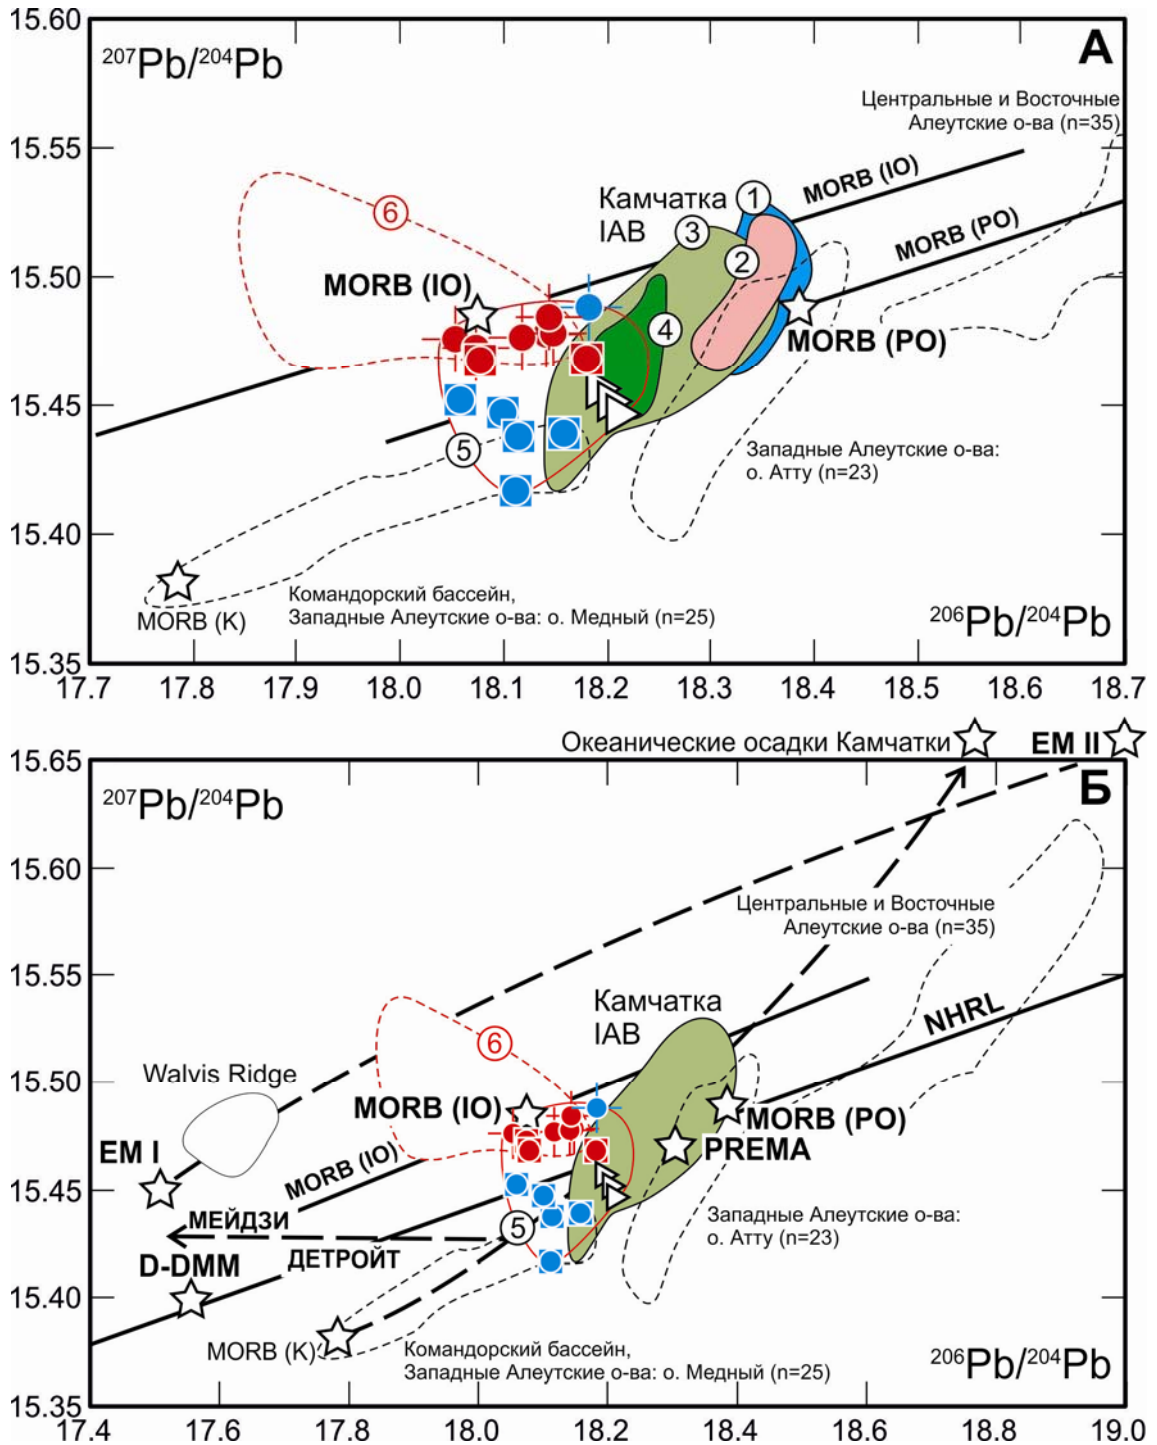 15.60
207Pb/204Pb
А
Центральные и Восточные
Алеутские о-ва (n=35)
15.55
MORB (IO)
Камчатка
IAB
1
6
3
MORB (PO)
2
15.50
MORB (IO)
4
MORB (PO)
15.45
5
Западные Алеутские о-ва:
о. Атту (n=23)
15.40
Командорский бассейн,
Западные Алеутские о-ва: о. Медный (n=25)
MORB (K)
206Pb/204Pb
15.35
17.7 17.8 17.9 18.0 18.1 18.2 18.3 18.4 18.5 18.6 18.7
Океанические осадки Камчатки
EM II
15.65
207Pb/204Pb
Б
15.60
Центральные и Восточные
Алеутские о-ва (n=35)
15.55
Камчатка
IAB
NHRL
6
Walvis Ridge
15.50
MORB (IO)
MORB (PO)
EM I
PREMA
MORB (IO)
15.45
МЕЙДЗИ
5
Западные Алеутские о-ва:
о. Атту (n=23)
D-DMM
ДЕТРОЙТ
15.40
MORB (K)
Командорский бассейн,
Западные Алеутские о-ва: о. Медный (n=25)
206Pb/204Pb
15.35
17.4 17.6 17.8 18.0 18.2 18.4 18.6 18.8 19.0